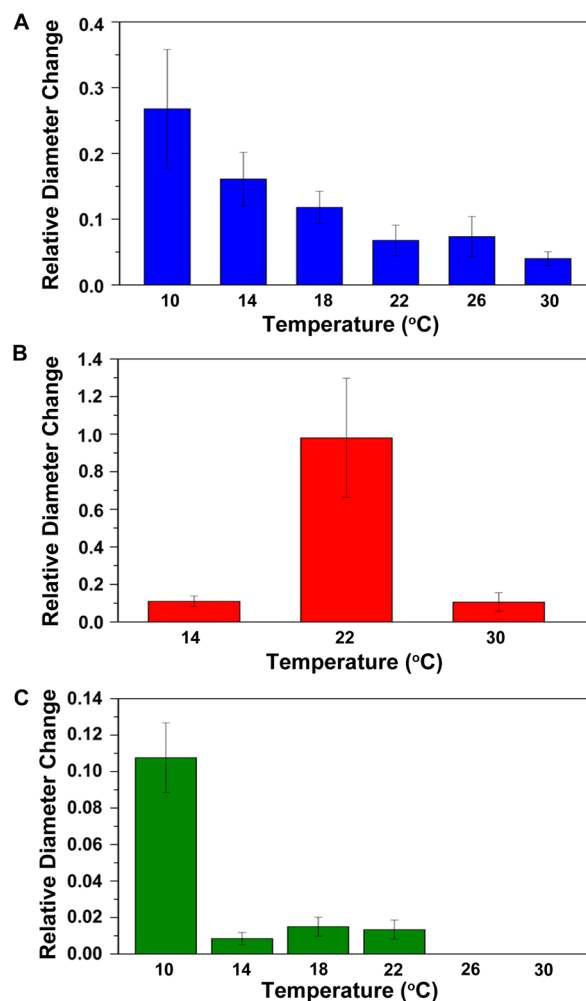 A
Relative Diameter Change
0.4
0.3
0.2
0.1
0.0
10 14 18 22 26 30
Temperature (°C)
B
Relative Diameter Change
1.4
1.2
1.0
0.8
0.6
0.4
0.2
0.0
14 22 30
Temperature (°C)
C
Relative Diameter Change
0.14
0.12
0.10
0.08
0.06
0.04
0.02
0.00
10 14 18 22 26 30
Temperature (°C)